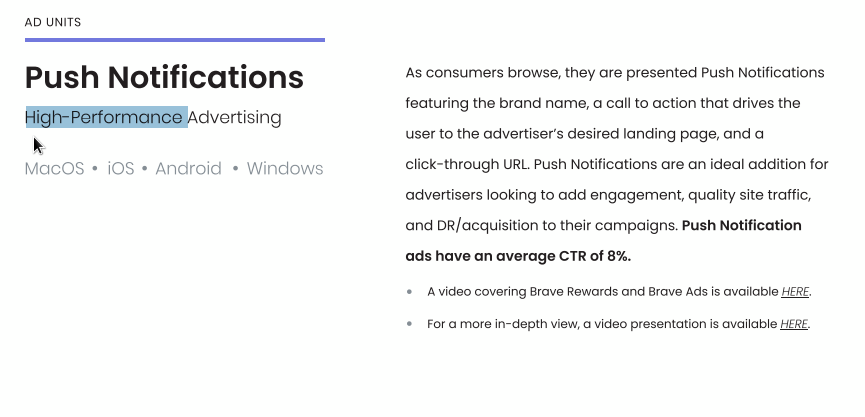 AD UNITS
Push Notifications
High-Performance Advertising
MacOS • iOS • Android • Windows
As consumers browse, they are presented Push Notifications
featuring the brand name, a call to action that drives the
user to the advertiser’s desired landing page, and a
click-through URL. Push Notifications are an ideal addition for
advertisers looking to add engagement, quality site traffic,
and DR/acquisition to their campaigns. Push Notification
ads have an average CTR of 8%.
• A video covering Brave Rewards and Brave Ads is available HERE.
• For a more in-depth view, a video presentation is available HERE.